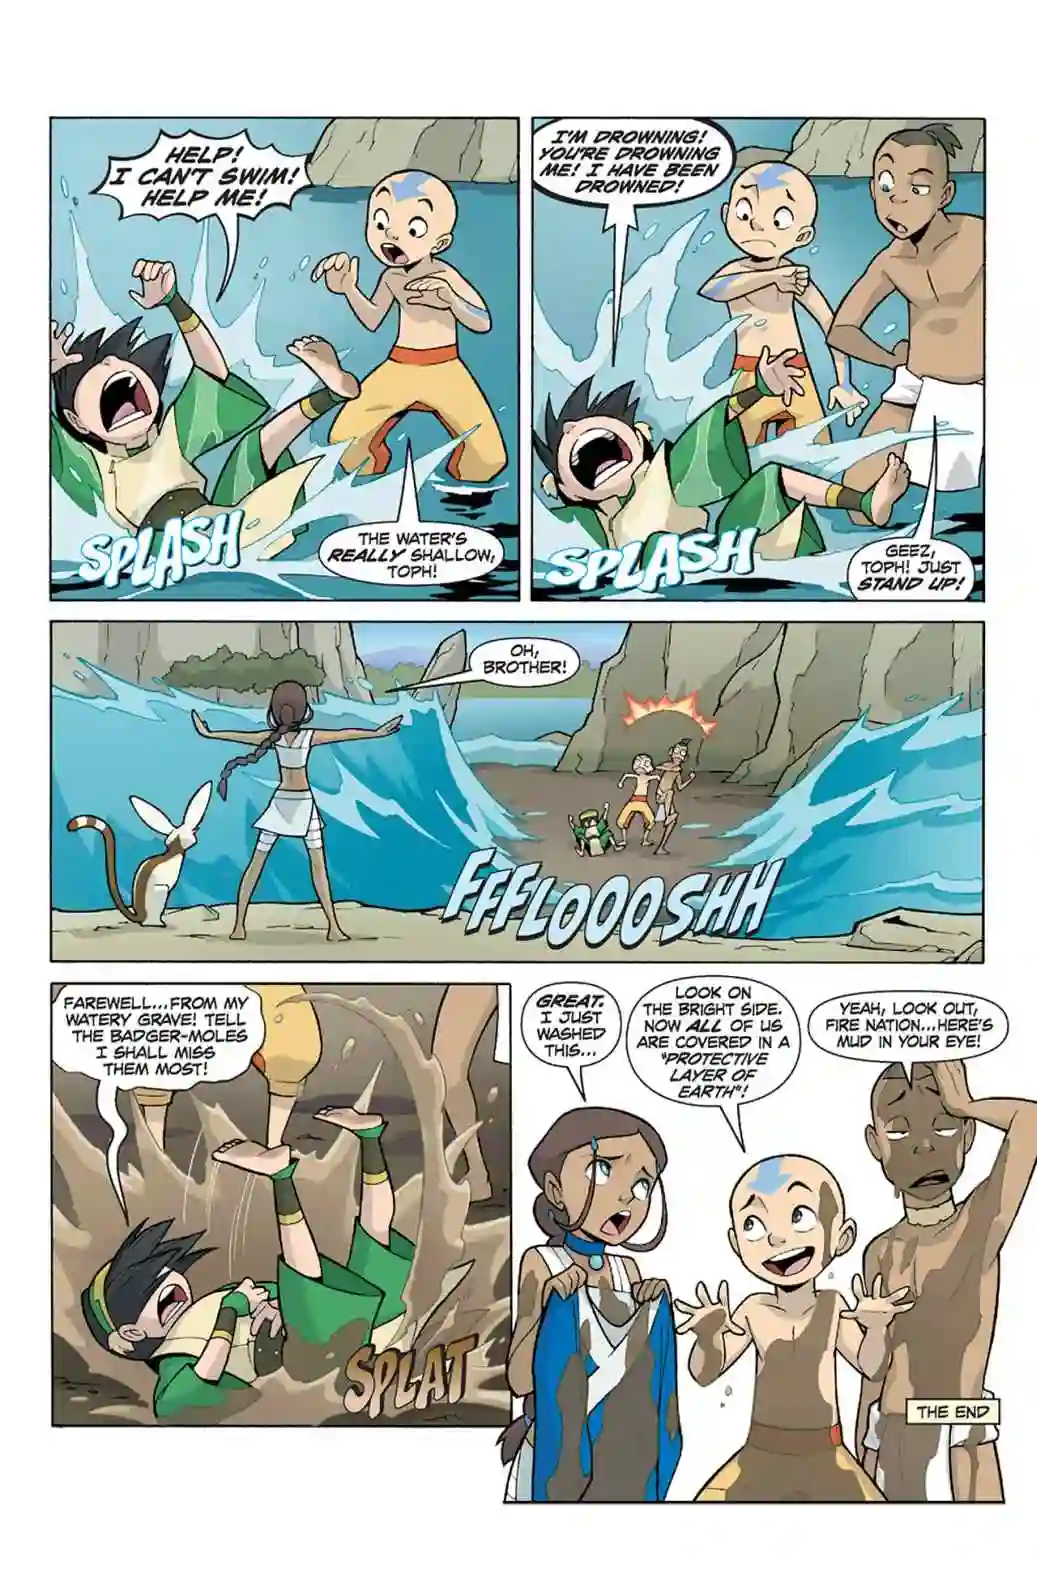 HELP!
I CAN'T SWIM!
HELP ME!
THE WATER'S
REALLY SHALLOW,
TOPH!
SPLASH
I'M DROWNING!
YOU'RE DROWNING
ME! I HAVE BEEN
DROWNED!
GEEZ,
TOPH! JUST
STAND UP!
SPLASH
OH,
BROTHER!
FFFLOOOSHH
FAREWELL...FROM MY
WATERY GRAVE! TELL
THE BADGER-MOLES
I SHALL MISS
THEM MOST!
SPLAT
GREAT.
I JUST
WASHED
THIS...
LOOK ON
THE BRIGHT SIDE.
NOW ALL OF US
ARE COVERED IN A
"PROTECTIVE
LAYER OF
EARTH"!
YEAH, LOOK OUT,
FIRE NATION...HERE'S
MUD IN YOUR EYE!
THE END